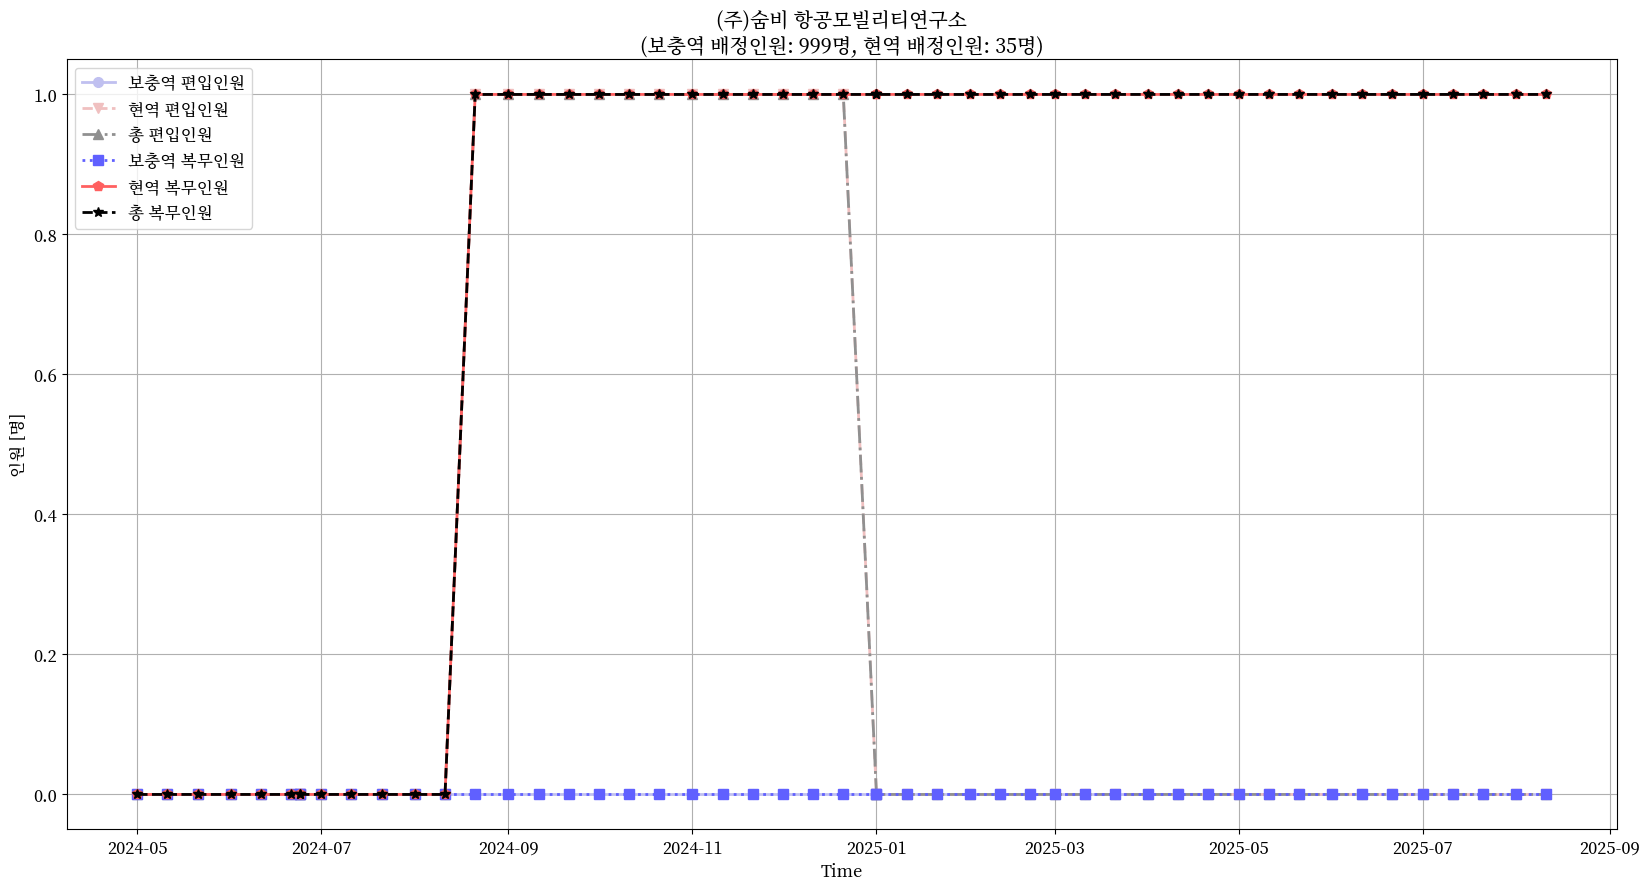 (주)숨비 항공모빌리티연구소
(보충역 배정인원: 999명, 현역 배정인원: 35명)
보충역 편입인원
현역 편입인원
총 편입인원
보충역 복무인원
현역 복무인원
총 복무인원
1.0
0.8
0.6
0.4
0.2
0.0
인원 [명]
2024-05
2024-07
2024-09
2024-11
2025-01
2025-03
2025-05
2025-07
2025-09
Time